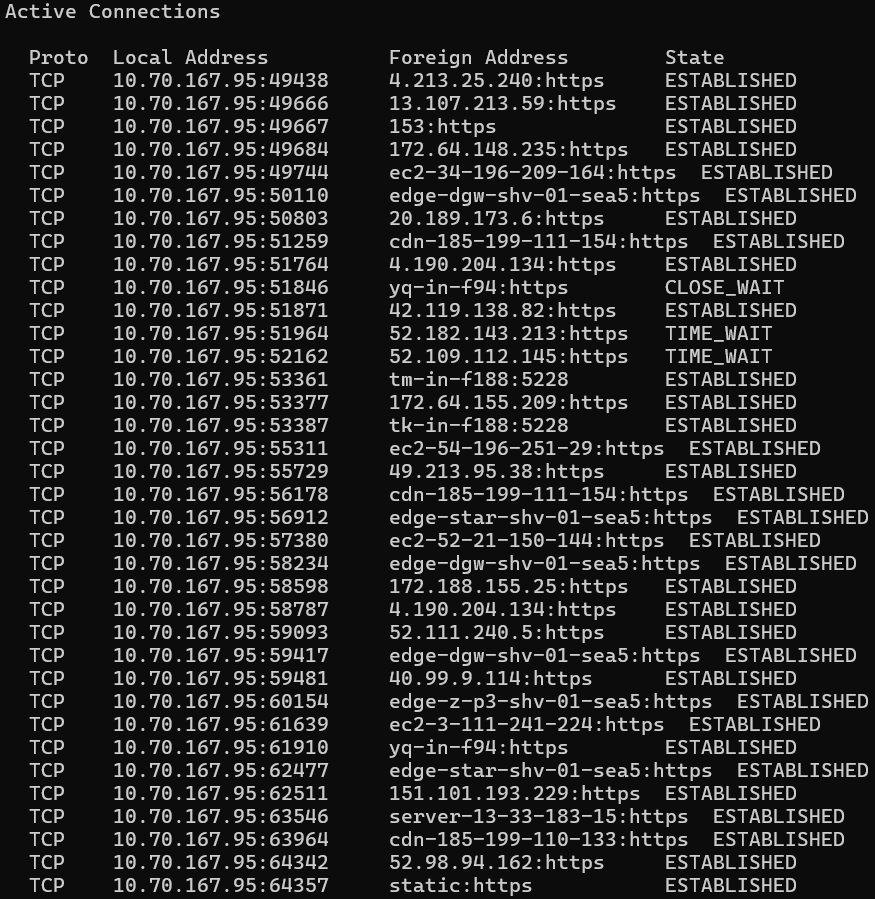 Active Connections
Proto  Local Address          Foreign Address        State
TCP    10.70.167.95:49438     4.213.25.240:https     ESTABLISHED
TCP    10.70.167.95:49666     13.107.213.59:https    ESTABLISHED
TCP    10.70.167.95:49667     153:https              ESTABLISHED
TCP    10.70.167.95:49684     172.64.148.235:https   ESTABLISHED
TCP    10.70.167.95:49744     ec2-34-196-209-164:https  ESTABLISHED
TCP    10.70.167.95:50110     edge-dgw-shv-01-sea5:https  ESTABLISHED
TCP    10.70.167.95:50803     20.189.173.6:https     ESTABLISHED
TCP    10.70.167.95:51259     cdn-185-199-111-154:https  ESTABLISHED
TCP    10.70.167.95:51764     4.190.204.134:https    ESTABLISHED
TCP    10.70.167.95:51846     yq-in-f94:https        CLOSE_WAIT
TCP    10.70.167.95:51871     42.119.138.82:https    ESTABLISHED
TCP    10.70.167.95:51964     52.182.143.213:https   TIME_WAIT
TCP    10.70.167.95:52162     52.109.112.145:https   TIME_WAIT
TCP    10.70.167.95:53361     tm-in-f188:5228        ESTABLISHED
TCP    10.70.167.95:53377     172.64.155.209:https   ESTABLISHED
TCP    10.70.167.95:53387     tk-in-f188:5228        ESTABLISHED
TCP    10.70.167.95:55311     ec2-54-196-251-29:https  ESTABLISHED
TCP    10.70.167.95:55729     49.213.95.38:https     ESTABLISHED
TCP    10.70.167.95:56178     cdn-185-199-111-154:https  ESTABLISHED
TCP    10.70.167.95:56912     edge-star-shv-01-sea5:https  ESTABLISHED
TCP    10.70.167.95:57380     ec2-52-21-150-144:https  ESTABLISHED
TCP    10.70.167.95:58234     edge-dgw-shv-01-sea5:https  ESTABLISHED
TCP    10.70.167.95:58598     172.188.155.25:https   ESTABLISHED
TCP    10.70.167.95:58787     4.190.204.134:https    ESTABLISHED
TCP    10.70.167.95:59093     52.111.240.5:https     ESTABLISHED
TCP    10.70.167.95:59417     edge-dgw-shv-01-sea5:https  ESTABLISHED
TCP    10.70.167.95:59481     40.99.9.114:https      ESTABLISHED
TCP    10.70.167.95:60154     edge-z-p3-shv-01-sea5:https  ESTABLISHED
TCP    10.70.167.95:61639     ec2-3-111-241-224:https  ESTABLISHED
TCP    10.70.167.95:61910     yq-in-f94:https        ESTABLISHED
TCP    10.70.167.95:62477     edge-star-shv-01-sea5:https  ESTABLISHED
TCP    10.70.167.95:62511     151.101.193.229:https  ESTABLISHED
TCP    10.70.167.95:63546     server-13-33-183-15:https  ESTABLISHED
TCP    10.70.167.95:63964     cdn-185-199-110-133:https  ESTABLISHED
TCP    10.70.167.95:64342     52.98.94.162:https     ESTABLISHED
TCP    10.70.167.95:64357     static:https           ESTABLISHED